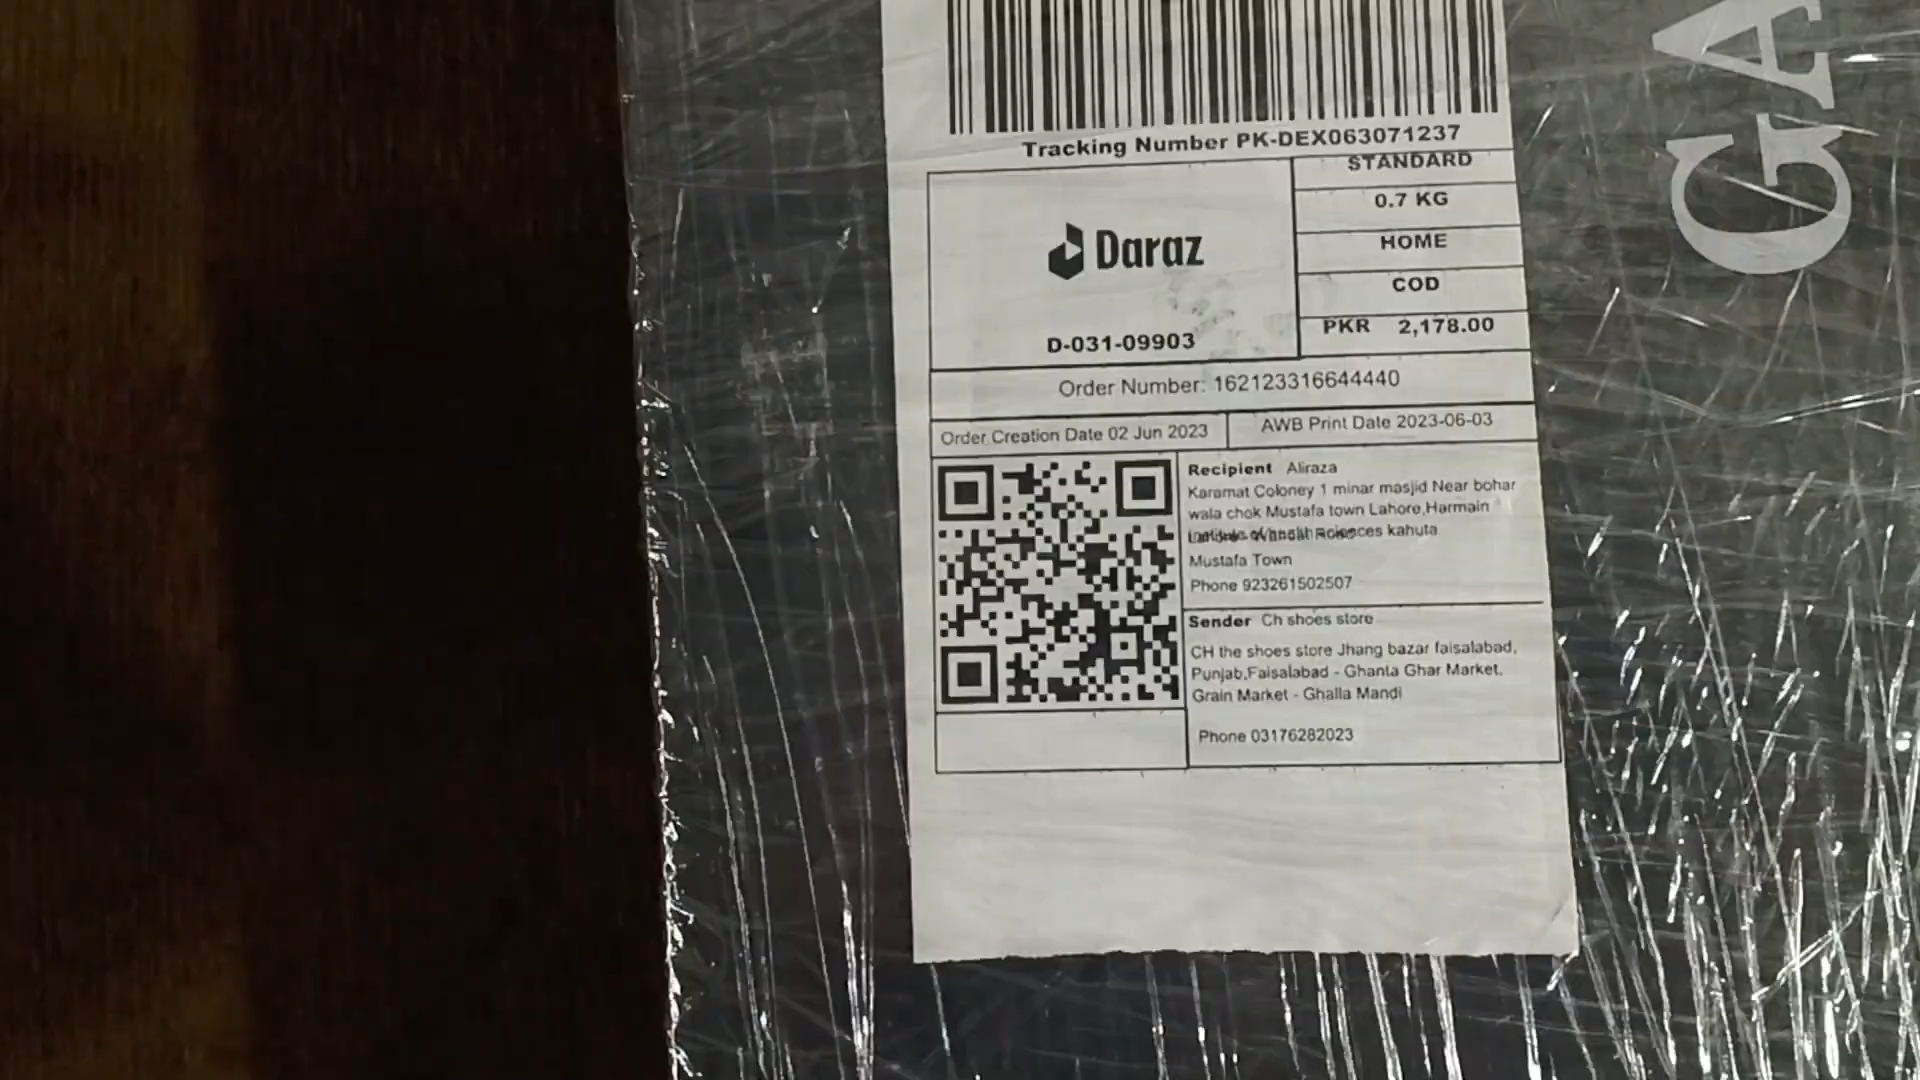 GA
Tracking Number PK-DEX063071237
STANDARD
0.7 KG
HOME
COD
PKR 2,178.00
Daraz
D-031-09903
Order Number: 162123316644440
Order Creation Date 02 Jun 2023
AWB Print Date 2023-06-03
Recipient Aliraza
Karamat Coloney 1 minar masjid Near bohar
wala chok Mustafa town Lahore,Harmain
kahuta
Mustafa Town
Phone 923261502507
Sender Ch shoes store
CH the shoes store Jhang bazar faisalabad,
Punjab,Faisalabad - Ghanta Ghar Market,
Grain Market - Ghalla Mandi
Phone 03176282023